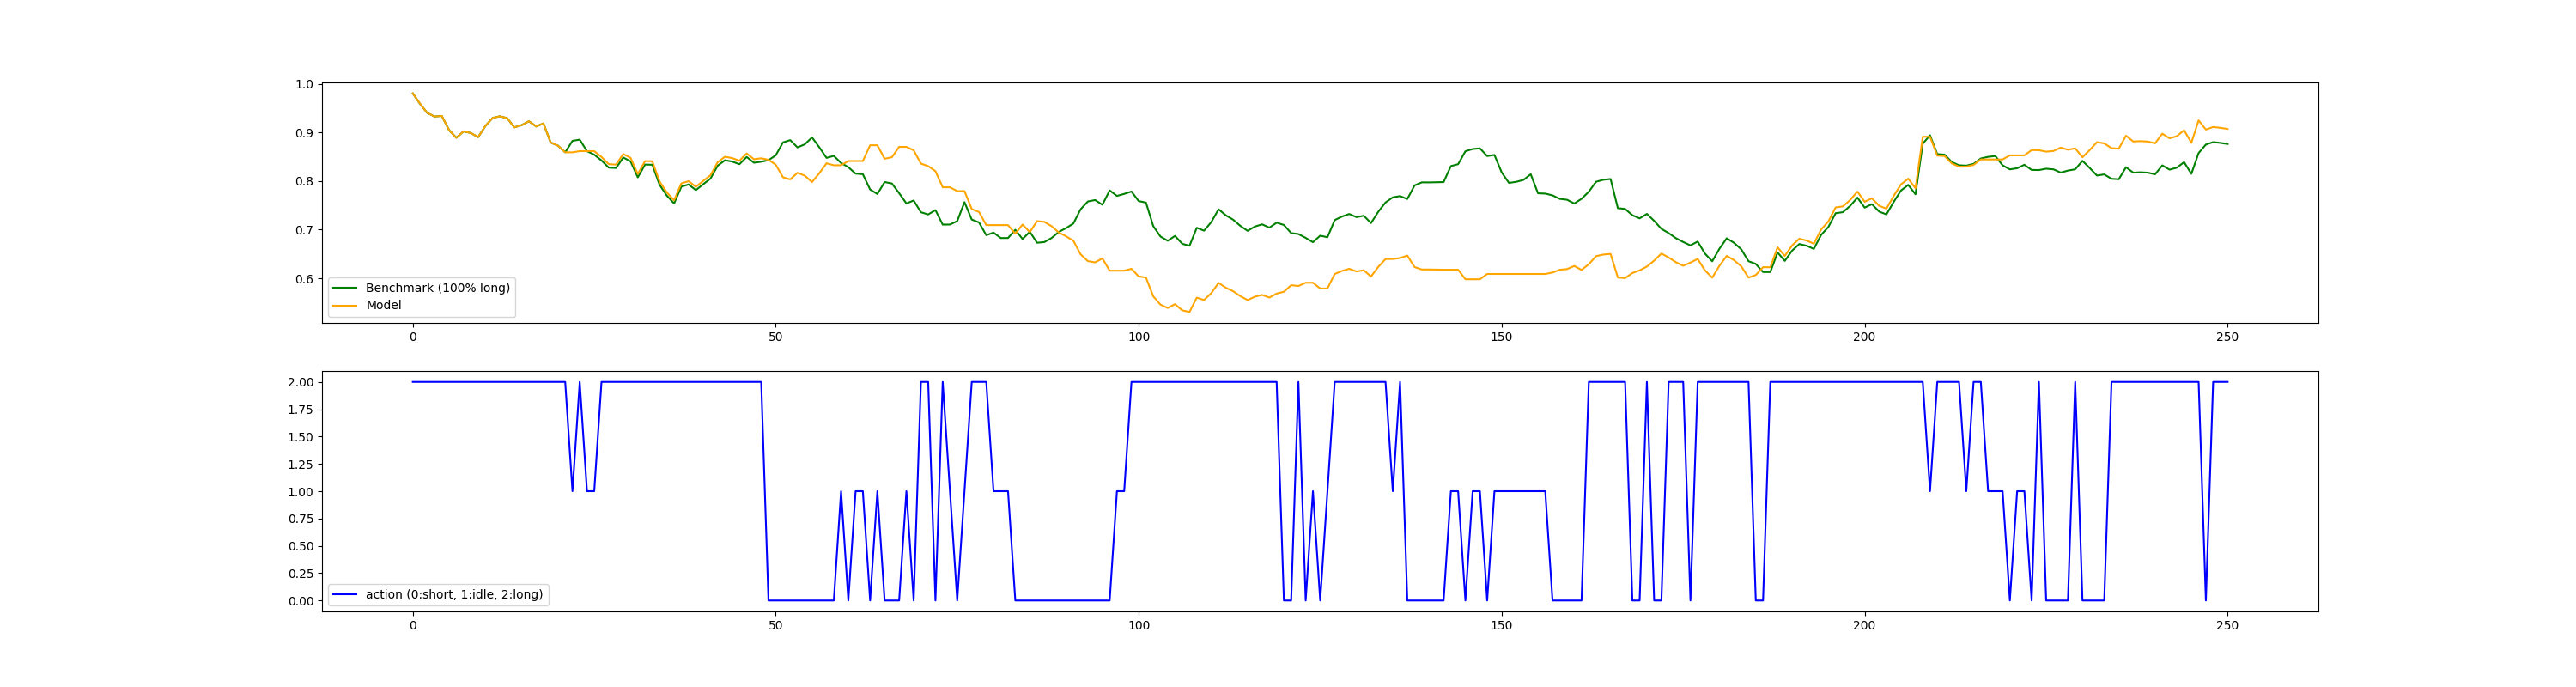 1.0
0.9
0.8
0.7
0.6
Benchmark (100% long)
Model
0 50 100 150 200 250
2.00
1.75
1.50
1.25
1.00
0.75
0.50
0.25
0.00
action (0:short, 1:idle, 2:long)
0 50 100 150 200 250